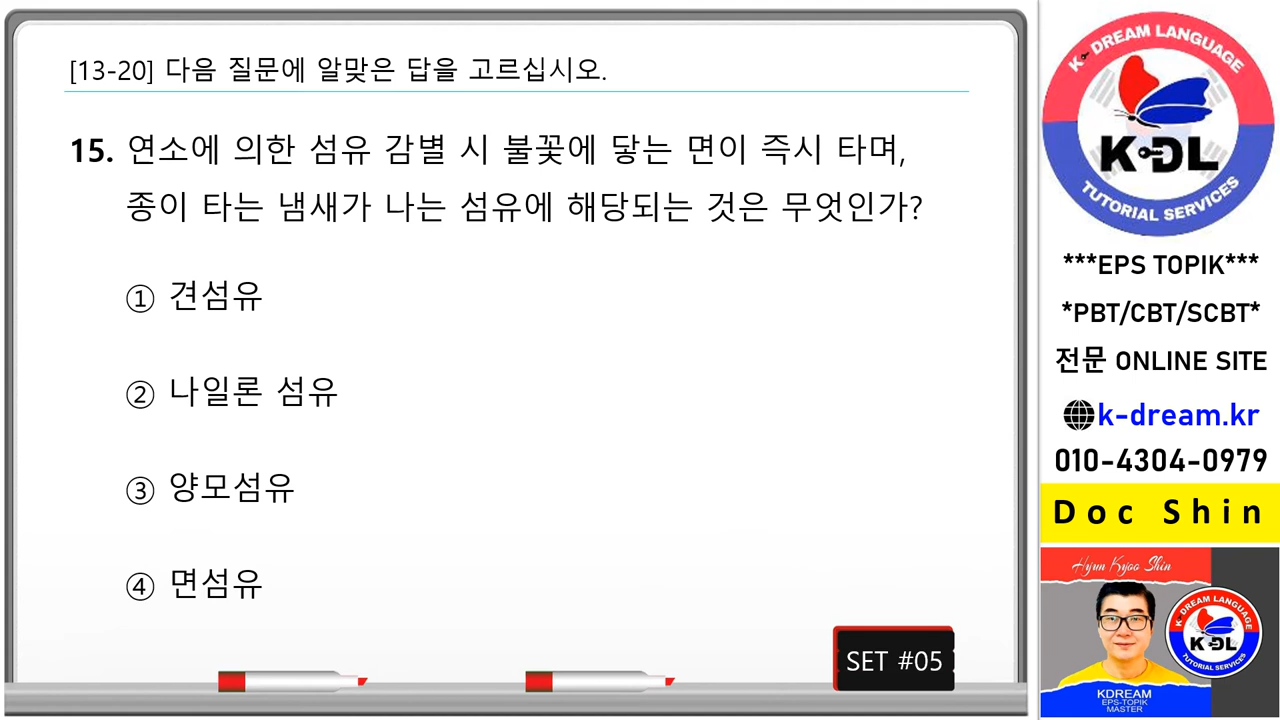 [13-20] 다음 질문에 알맞은 답을 고르십시오.
15. 연소에 의한 섬유 감별 시 불꽃에 닿는 면이 즉시 타며,
종이 타는 냄새가 나는 섬유에 해당되는 것은 무엇인가?
① 견섬유
② 나일론 섬유
③ 양모섬유
④ 면섬유
SET #05
K-DREAM LANGUAGE
K-DL
TUTORIAL SERVICES
***EPS TOPIK***
*PBT/CBT/SCBT*
전문 ONLINE SITE
k-dream.kr
010-4304-0979
Doc Shin
Hyun Kyoo Shin
K-DREAM LANGUAGE
K-DL
TUTORIAL SERVICES
KDREAM
EPS-TOPIK
MASTER